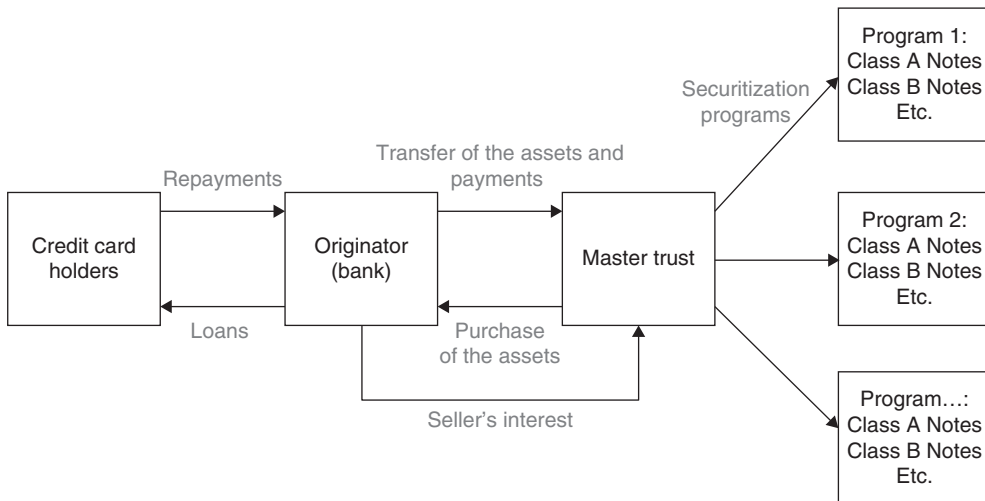 Program 1:
Class A Notes
Class B Notes
Etc.
Securitization
programs
Transfer of the assets and
payments
Repayments
Credit card
holders
Originator
(bank)
Master trust
Program 2:
Class A Notes
Class B Notes
Etc.
Loans
Purchase
of the assets
Seller's interest
Program…:
Class A Notes
Class B Notes
Etc.